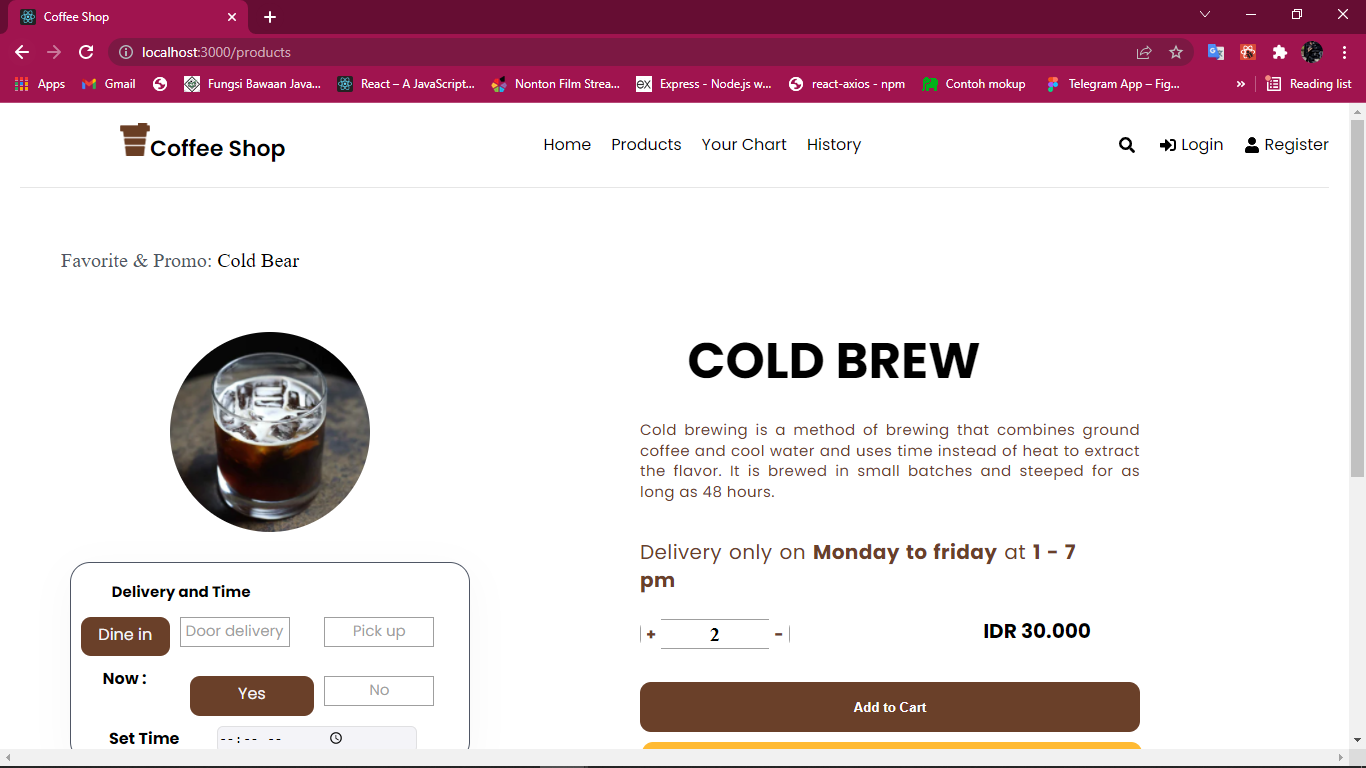 Coffee Shop
localhost:3000/products
Apps
Gmail
Fungsi Bawaan Java...
React – A JavaScript...
Nonton Film Strea...
ex Express - Node.js w...
react-axios - npm
Contoh mokup
Telegram App – Fig...
»
Reading list
Coffee Shop
Home Products Your Chart History
Login Register
Favorite & Promo: Cold Bear
COLD BREW
Cold brewing is a method of brewing that combines ground
coffee and cool water and uses time instead of heat to extract
the flavor. It is brewed in small batches and steeped for as
long as 48 hours.
Delivery only on Monday to friday at 1 - 7
pm
+ 2 -
IDR 30.000
Add to Cart
Delivery and Time
Dine in Door delivery Pick up
Now : Yes No
Set Time --:-- --